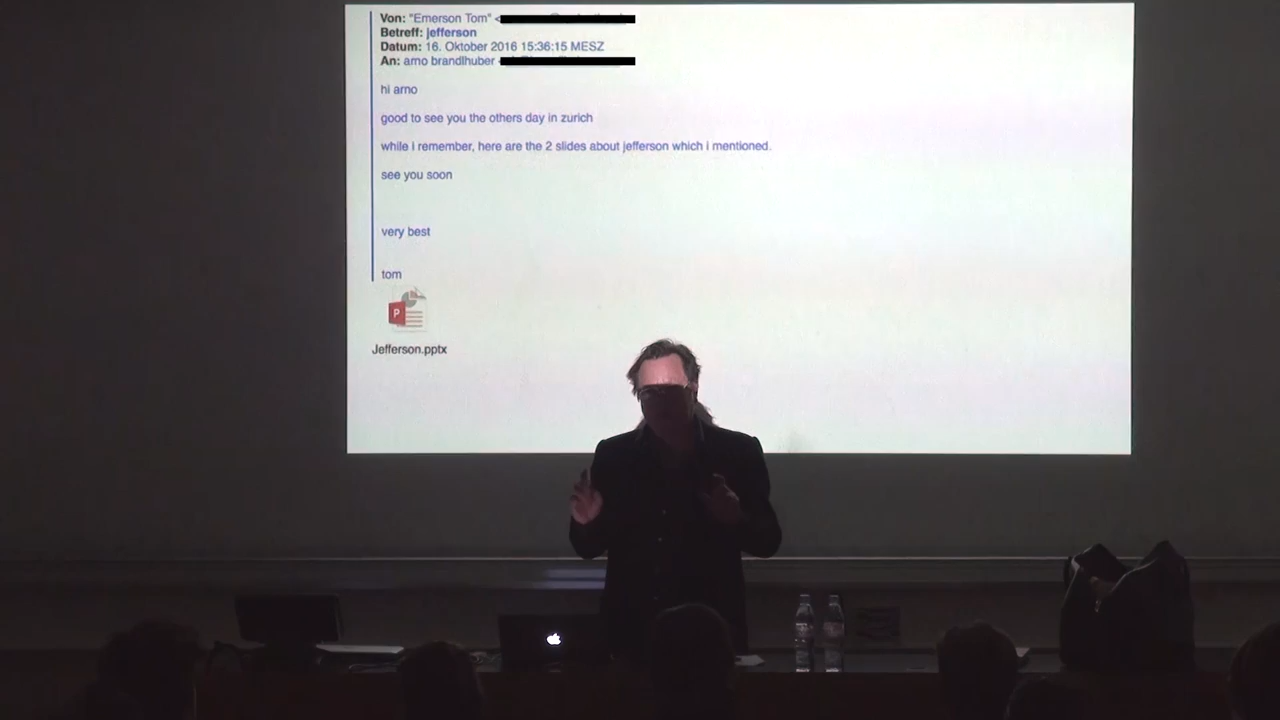 Von: "Emerson Tom" <
Betreff: jefferson
Datum: 16. Oktober 2016 15:36:15 MESZ
An: arno brandlhuber
hi arno
good to see you the others day in zurich
while i remember, here are the 2 slides about jefferson which i mentioned.
see you soon
very best
tom
P
Jefferson.pptx